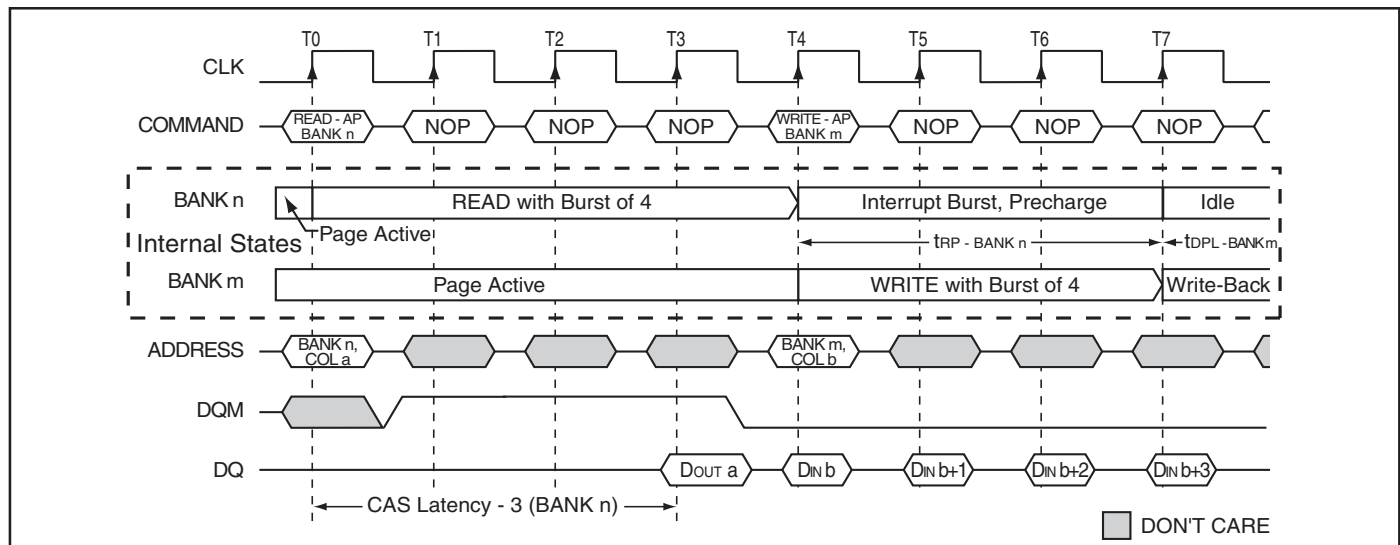 T0 T1 T2 T3 T4 T5 T6 T7
CLK
COMMAND READ - AP BANK n NOP NOP NOP WRITE - AP BANK m NOP NOP NOP
BANK n READ with Burst of 4 Interrupt Burst, Precharge Idle
Page Active
Internal States tRP - BANK n tDPL - BANK m
BANK m Page Active WRITE with Burst of 4 Write-Back
ADDRESS BANK n, COL a BANK m, COL b
DQM
DQ DOUT a DIN b DIN b+1 DIN b+2 DIN b+3
CAS Latency - 3 (BANK n)
DON'T CARE